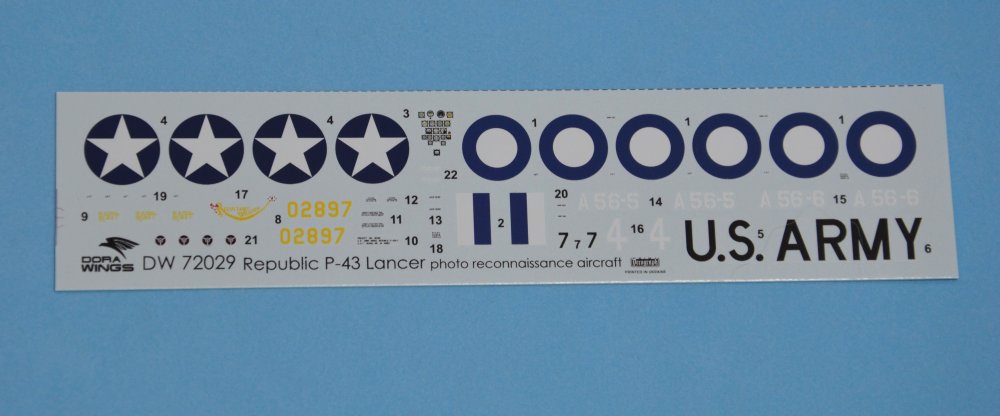 4 4 3 1 1 1
22
19 17 20
A 56-5 14 A 56-5 A 56-6 15 A 56-6
9 8 02897 12
11 13 2
02897 10 18
21 7 7 7 4 16 4
U.S. 5 ARMY 6
DORA
WINGS
DW 72029 Republic P-43 Lancer photo reconnaissance aircraft
PRINTED IN UKRAINE